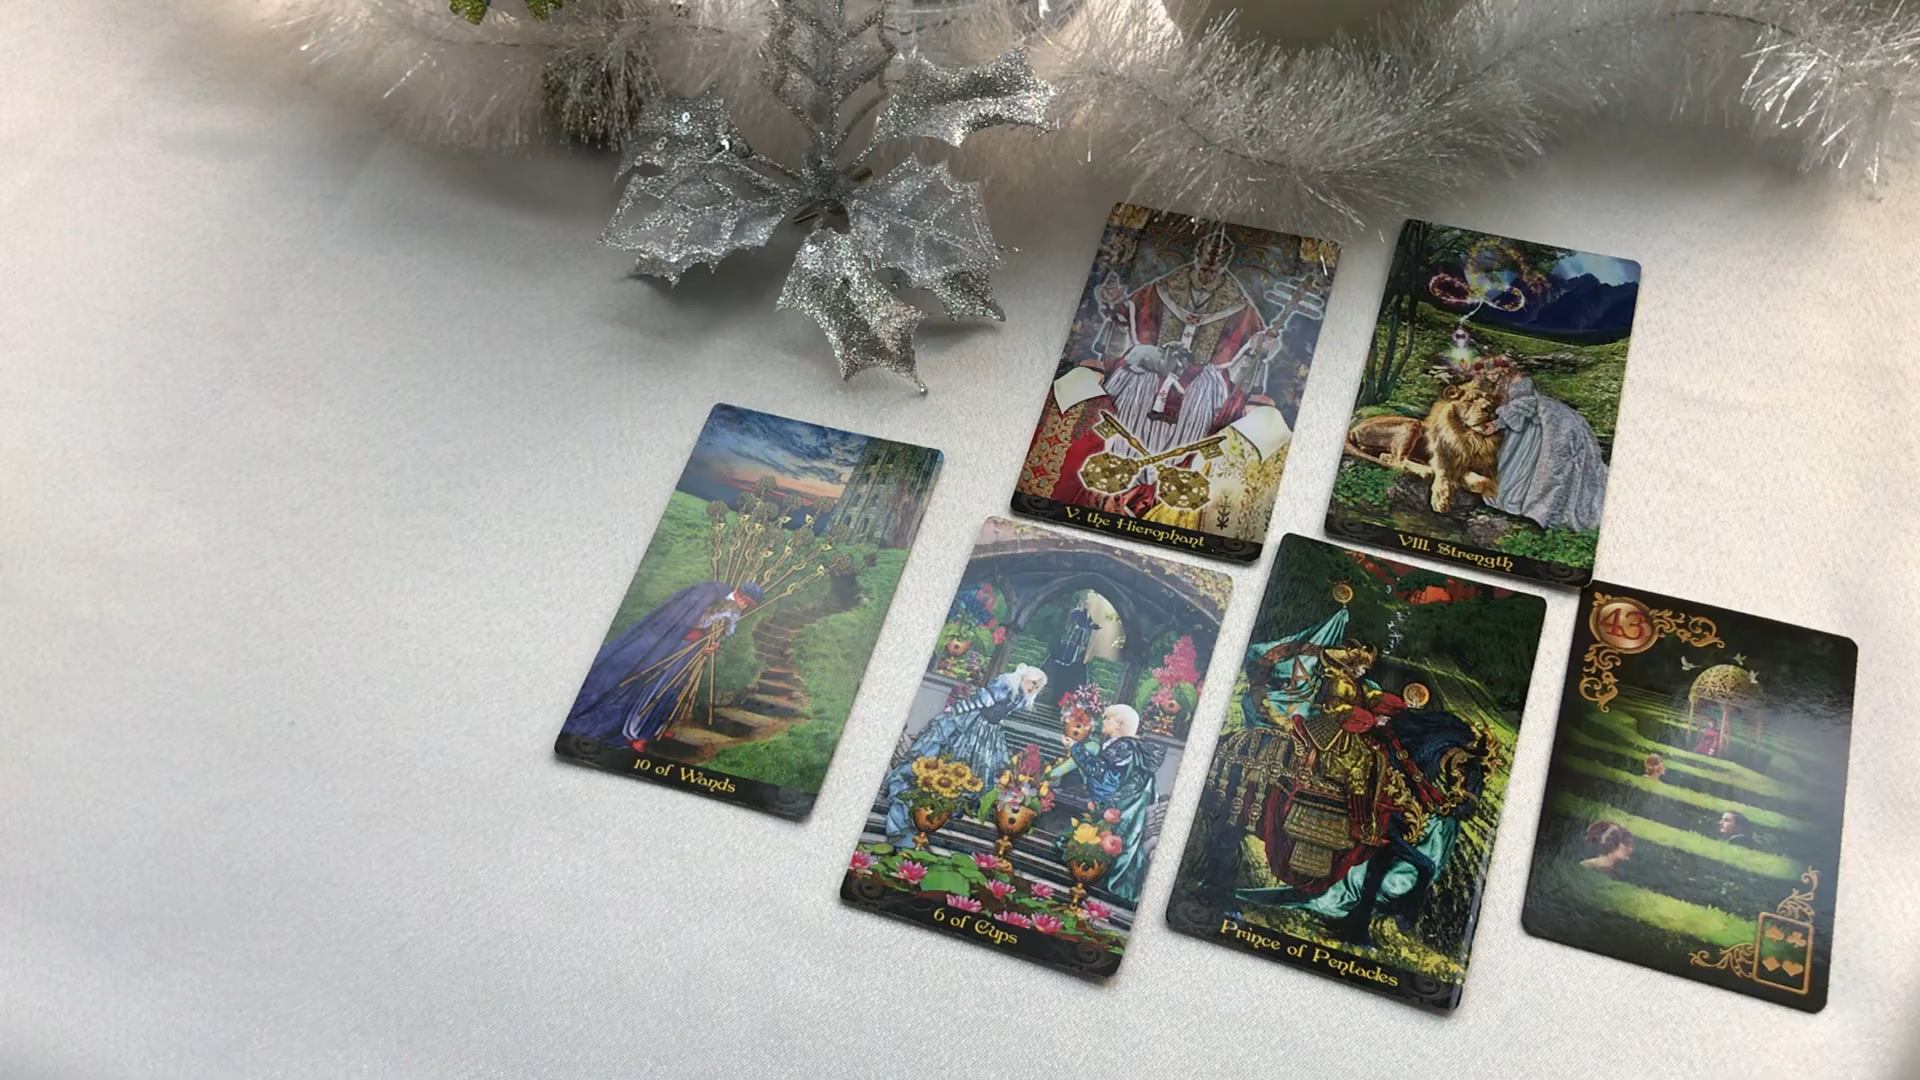 V. the Hierophant
VIII. Strength
10 of Wands
6 of Cups
Prince of Pentacles
43